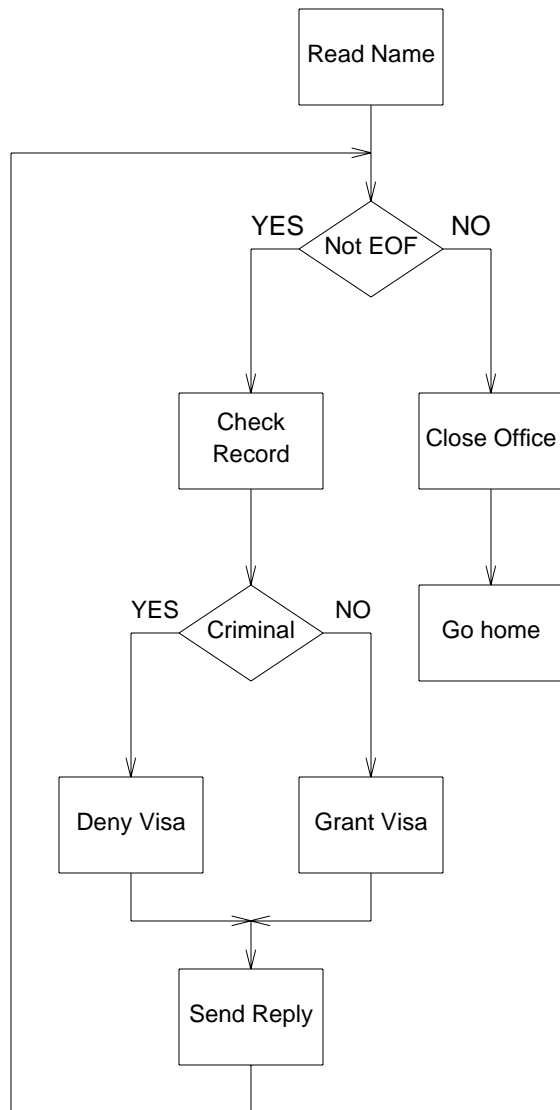 Read Name
YES
NO
Not EOF
Check
Record
Close Office
YES
NO
Criminal
Go home
Deny Visa
Grant Visa
Send Reply